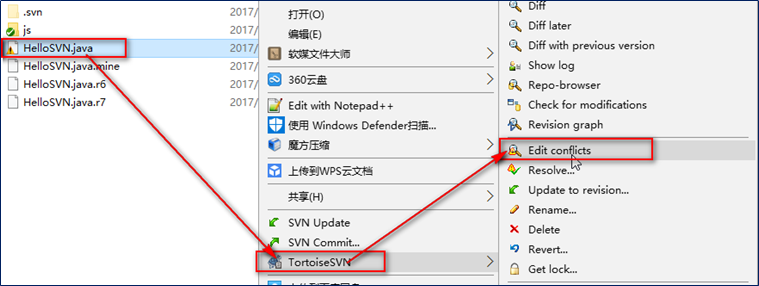 .svn
2017/
js
2017/
HelloSVN.java
2017/
HelloSVN.java.mine
2017/
HelloSVN.java.r6
2017/
HelloSVN.java.r7
2017/
打开(O)
编辑(E)
软媒文件大师
360云盘
Edit with Notepad++
使用 Windows Defender扫描...
魔方压缩
上传到WPS云文档
共享(H)
SVN Update
SVN Commit...
TortoiseSVN
Diff
Diff later
Diff with previous version
Show log
Repo-browser
Check for modifications
Revision graph
Edit conflicts
Resolve...
Update to revision...
Rename...
Delete
Revert...
Get lock...